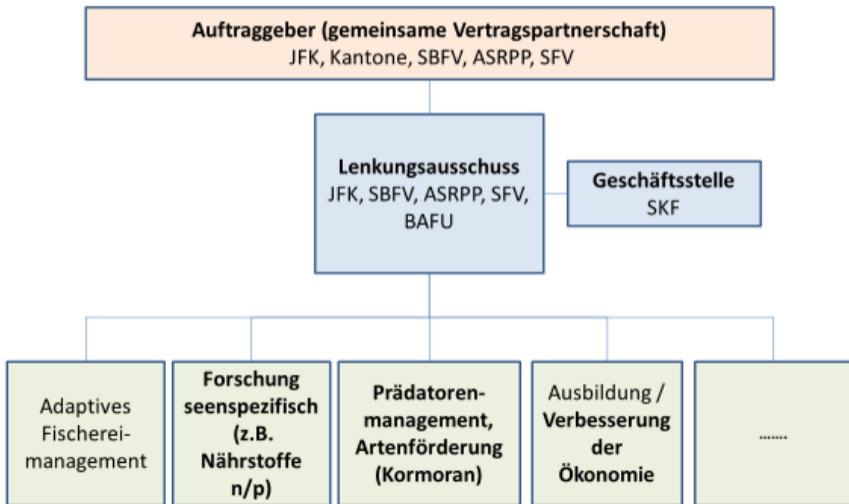 Auftraggeber (gemeinsame Vertragspartnerschaft)
JFK, Kantone, SBFV, ASRPP, SFV
Lenkungsausschuss
JFK, SBFV, ASRPP, SFV,
BAFU
Geschäftsstelle
SKF
Adaptives
Fischerei-
management
Forschung
seenspezifisch
(z.B.
Nährstoffe
n/p)
Prädatoren-
management,
Artenförderung
(Kormoran)
Ausbildung /
Verbesserung
der
Ökonomie
…….